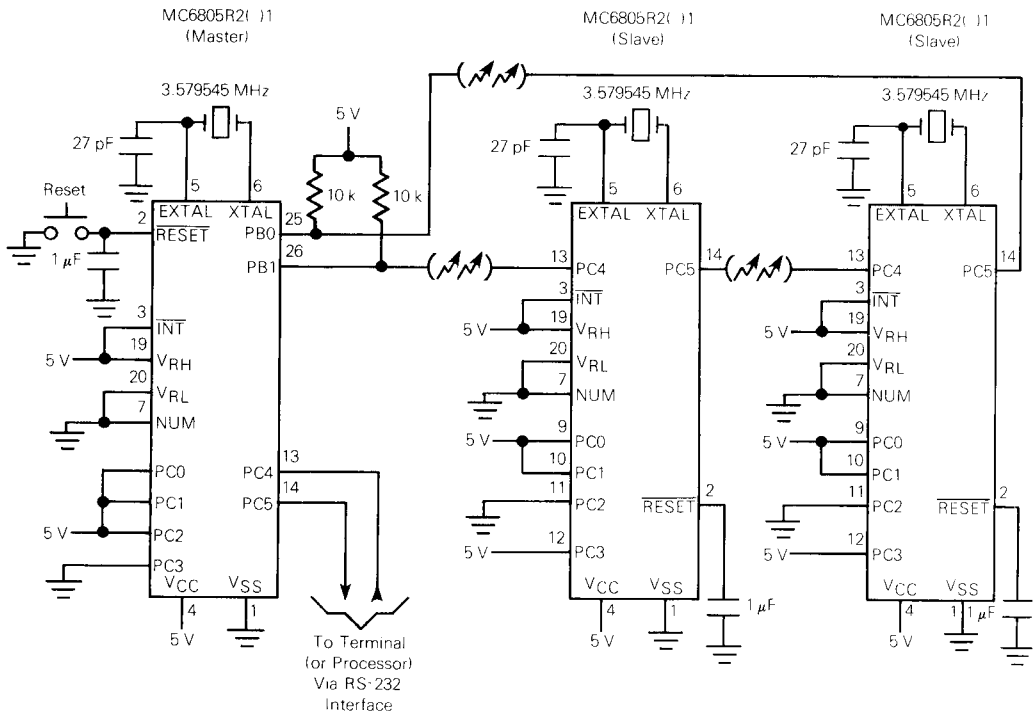 MC6805R2( )1
(Master)
3.579545 MHz
27 pF
5
6
EXTAL
XTAL
Reset
2
RESET
1 µF
5 V
10 k
10 k
25
PB0
26
PB1
3
INT
19
5 V
VRH
20
VRL
7
NUM
13
PC4
14
PC5
PC0
PC1
5 V
PC2
PC3
VCC
VSS
4
1
5 V
To Terminal
(or Processor)
Via RS-232
Interface
MC6805R2( )1
(Slave)
3.579545 MHz
27 pF
5
6
EXTAL
XTAL
13
PC4
14
PC5
3
INT
19
5 V
VRH
20
VRL
7
NUM
9
5 V
PC0
10
PC1
11
PC2
2
RESET
12
5 V
PC3
VCC
VSS
4
1
5 V
1 µF
MC6805R2( )1
(Slave)
3.579545 MHz
27 pF
5
6
EXTAL
XTAL
13
PC4
14
PC5
3
INT
19
5 V
VRH
20
VRL
7
NUM
9
5 V
PC0
10
PC1
11
PC2
2
RESET
12
5 V
PC3
VCC
VSS
4
1
5 V
1 µF